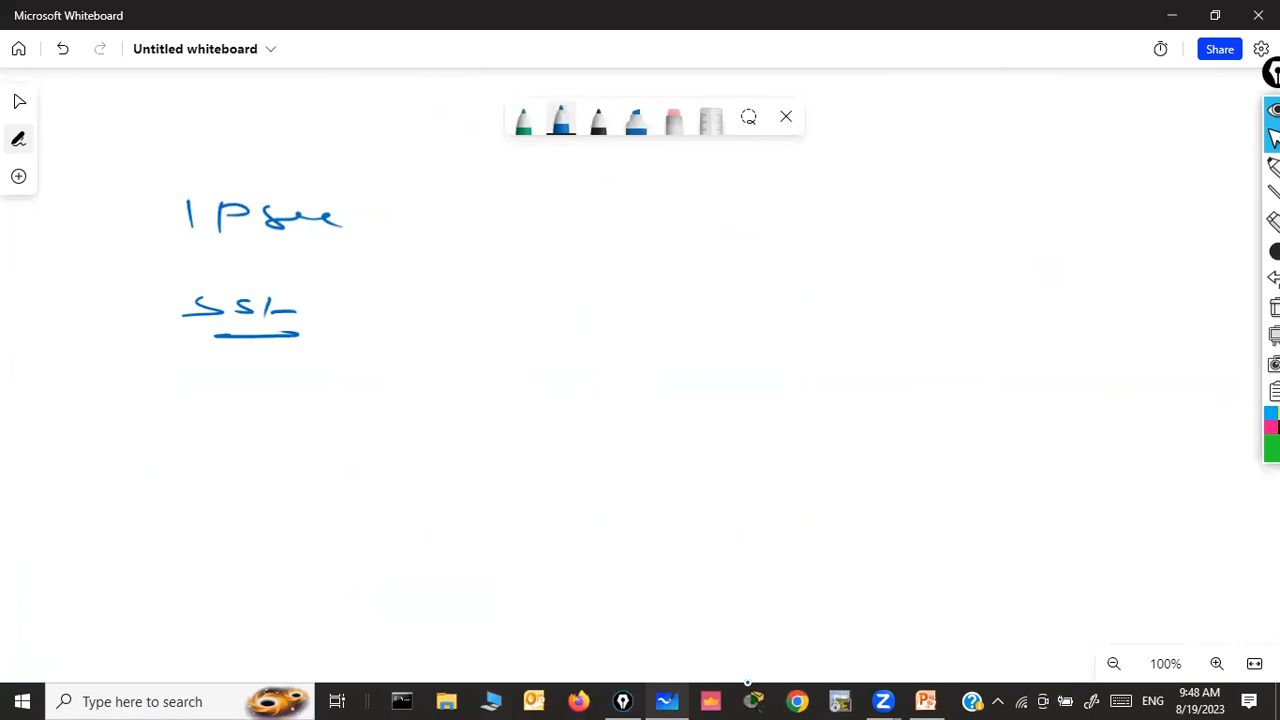 Microsoft Whiteboard
Untitled whiteboard
Share
IPsec
SSL
100%
Type here to search
ENG
9:48 AM
8/19/2023